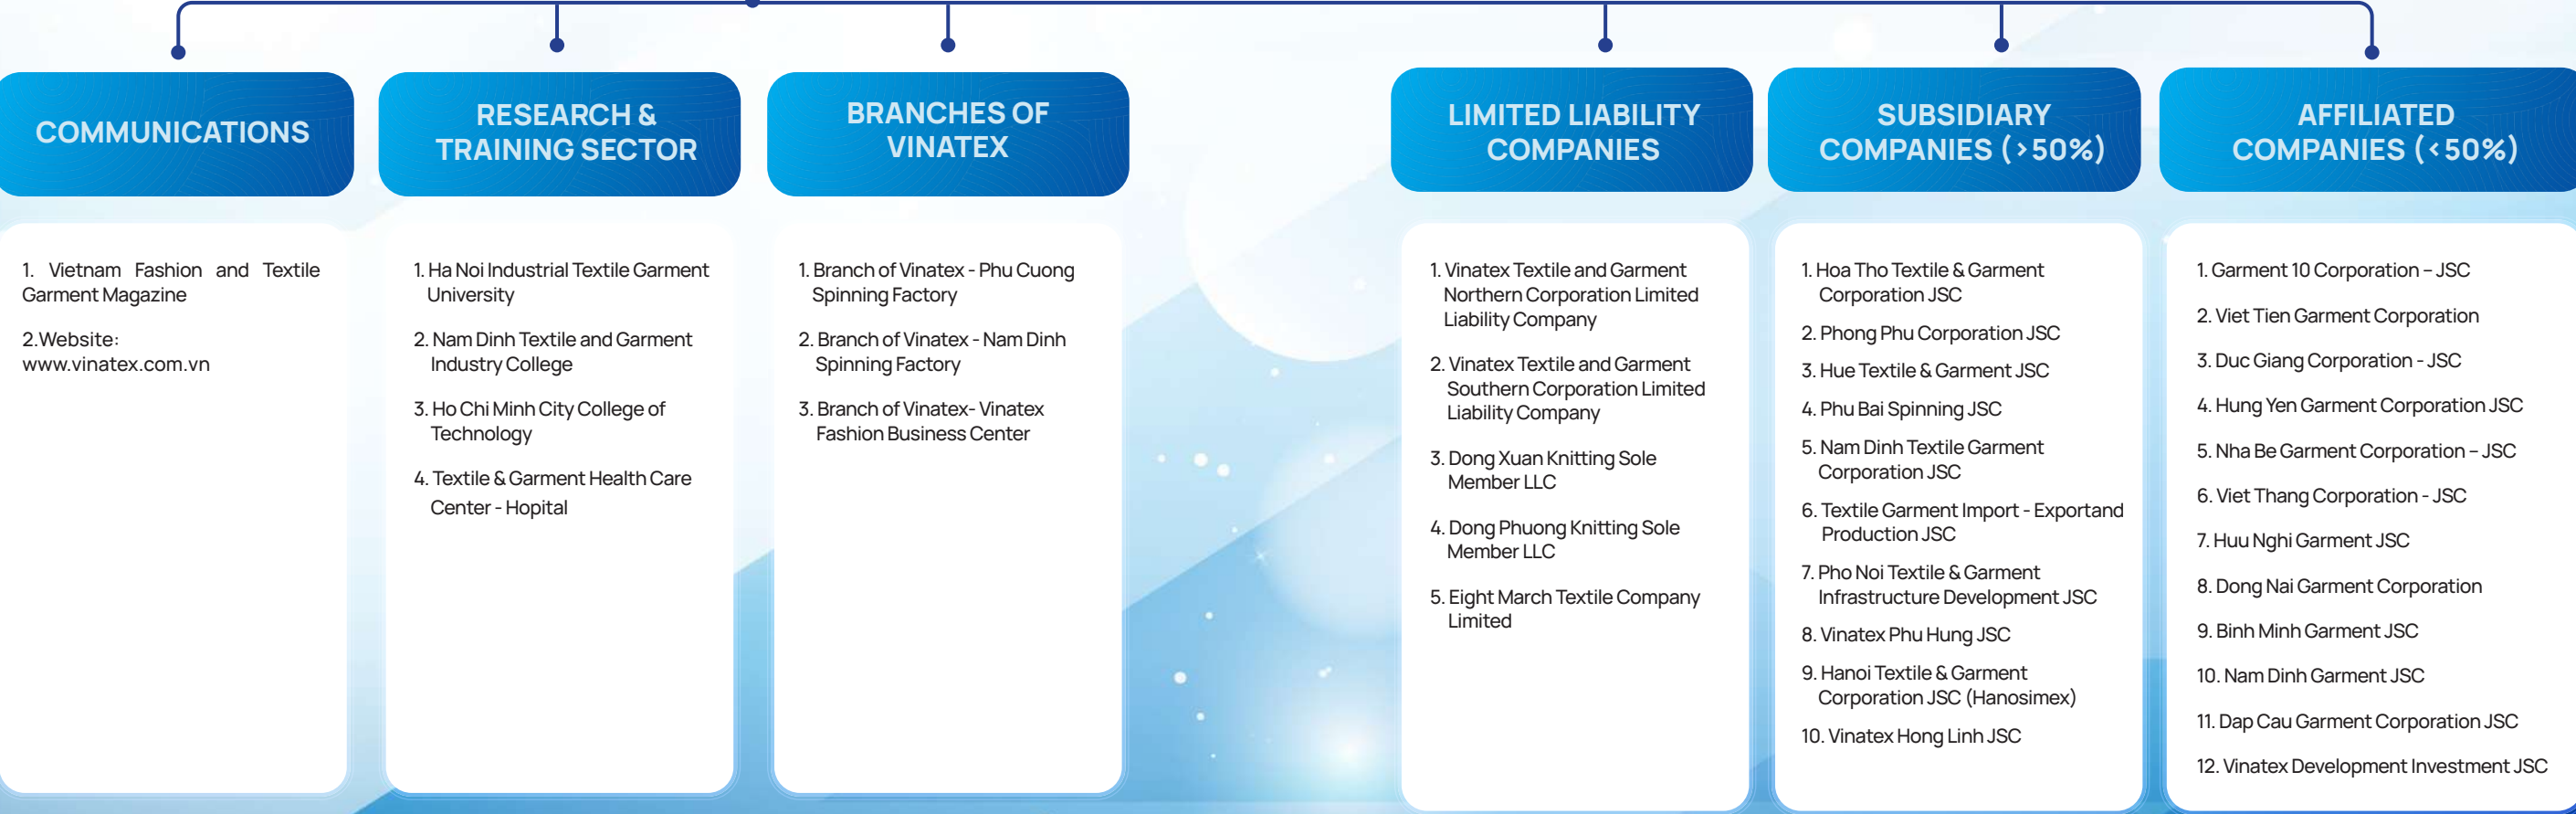 COMMUNICATIONS
1. Vietnam Fashion and Textile
Garment Magazine
2.Website:
www.vinatex.com.vn
RESEARCH &
TRAINING SECTOR
1. Ha Noi Industrial Textile Garment
University
2. Nam Dinh Textile and Garment
Industry College
3. Ho Chi Minh City College of
Technology
4. Textile & Garment Health Care
Center - Hopital
BRANCHES OF
VINATEX
1. Branch of Vinatex - Phu Cuong
Spinning Factory
2. Branch of Vinatex - Nam Dinh
Spinning Factory
3. Branch of Vinatex- Vinatex
Fashion Business Center
LIMITED LIABILITY
COMPANIES
1. Vinatex Textile and Garment
Northern Corporation Limited
Liability Company
2. Vinatex Textile and Garment
Southern Corporation Limited
Liability Company
3. Dong Xuan Knitting Sole
Member LLC
4. Dong Phuong Knitting Sole
Member LLC
5. Eight March Textile Company
Limited
SUBSIDIARY
COMPANIES (>50%)
1. Hoa Tho Textile & Garment
Corporation JSC
2. Phong Phu Corporation JSC
3. Hue Textile & Garment JSC
4. Phu Bai Spinning JSC
5. Nam Dinh Textile Garment
Corporation JSC
6. Textile Garment Import - Exportand
Production JSC
7. Pho Noi Textile & Garment
Infrastructure Development JSC
8. Vinatex Phu Hung JSC
9. Hanoi Textile & Garment
Corporation JSC (Hanosimex)
10. Vinatex Hong Linh JSC
AFFILIATED
COMPANIES (<50%)
1. Garment 10 Corporation – JSC
2. Viet Tien Garment Corporation
3. Duc Giang Corporation - JSC
4. Hung Yen Garment Corporation JSC
5. Nha Be Garment Corporation – JSC
6. Viet Thang Corporation - JSC
7. Huu Nghi Garment JSC
8. Dong Nai Garment Corporation
9. Binh Minh Garment JSC
10. Nam Dinh Garment JSC
11. Dap Cau Garment Corporation JSC
12. Vinatex Development Investment JSC